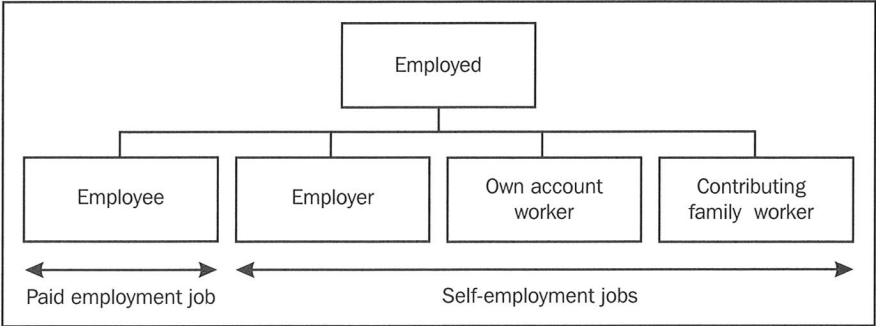 Employed
Employee
Employer
Own account
worker
Contributing
family worker
Paid employment job
Self-employment jobs